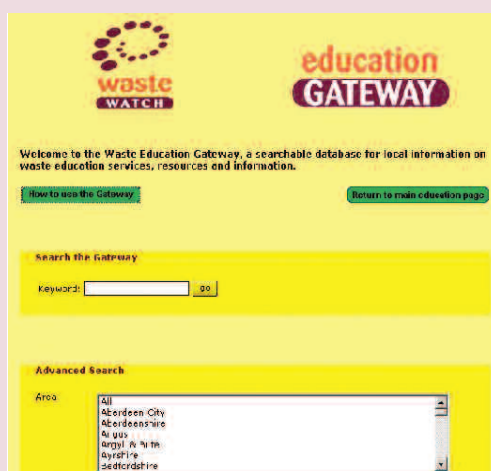 waste
WATCH
education
GATEWAY
Welcome to the Waste Education Gateway, a searchable database for local information on
waste education services, resources and information.
How to use the Gateway
Return to main education page
Search the Gateway
Keyword:
go
Advanced Search
Area
All
Aberdeen City
Aberdeenshire
Angus
Argyll & Bute
Ayrshire
Bedfordshire